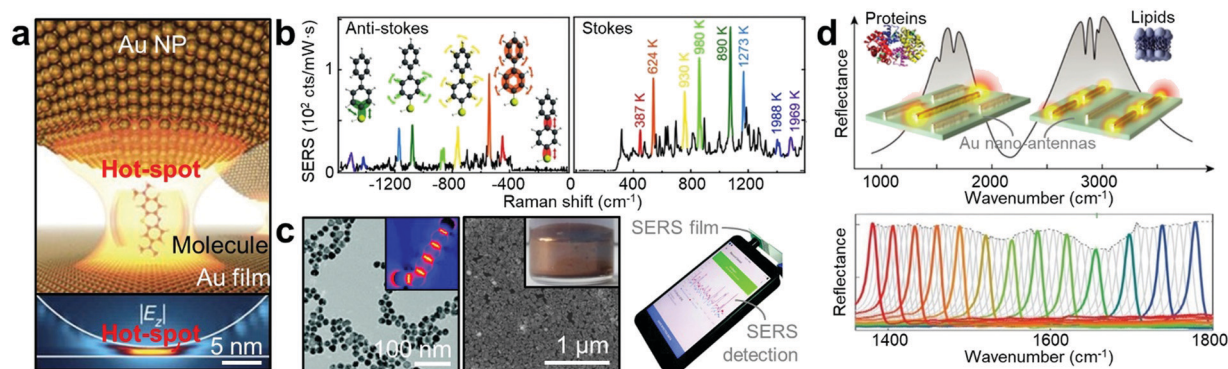 a
Au NP
Hot-spot
Molecule
Au film
|E_z|
Hot-spot
5 nm
b
Anti-stokes
Stokes
SERS (10² cts/mW·s)
1
0
387 K
624 K
930 K
980 K
890 K
1273 K
1988 K
1969 K
-1200
-800
-400
0
400
800
1200
1600
Raman shift (cm⁻¹)
c
100 nm
1 µm
SERS film
SERS
detection
d
Proteins
Lipids
Reflectance
Au nano-antennas
1000
2000
3000
Wavenumber (cm⁻¹)
Reflectance
1400
1600
1800
Wavenumber (cm⁻¹)